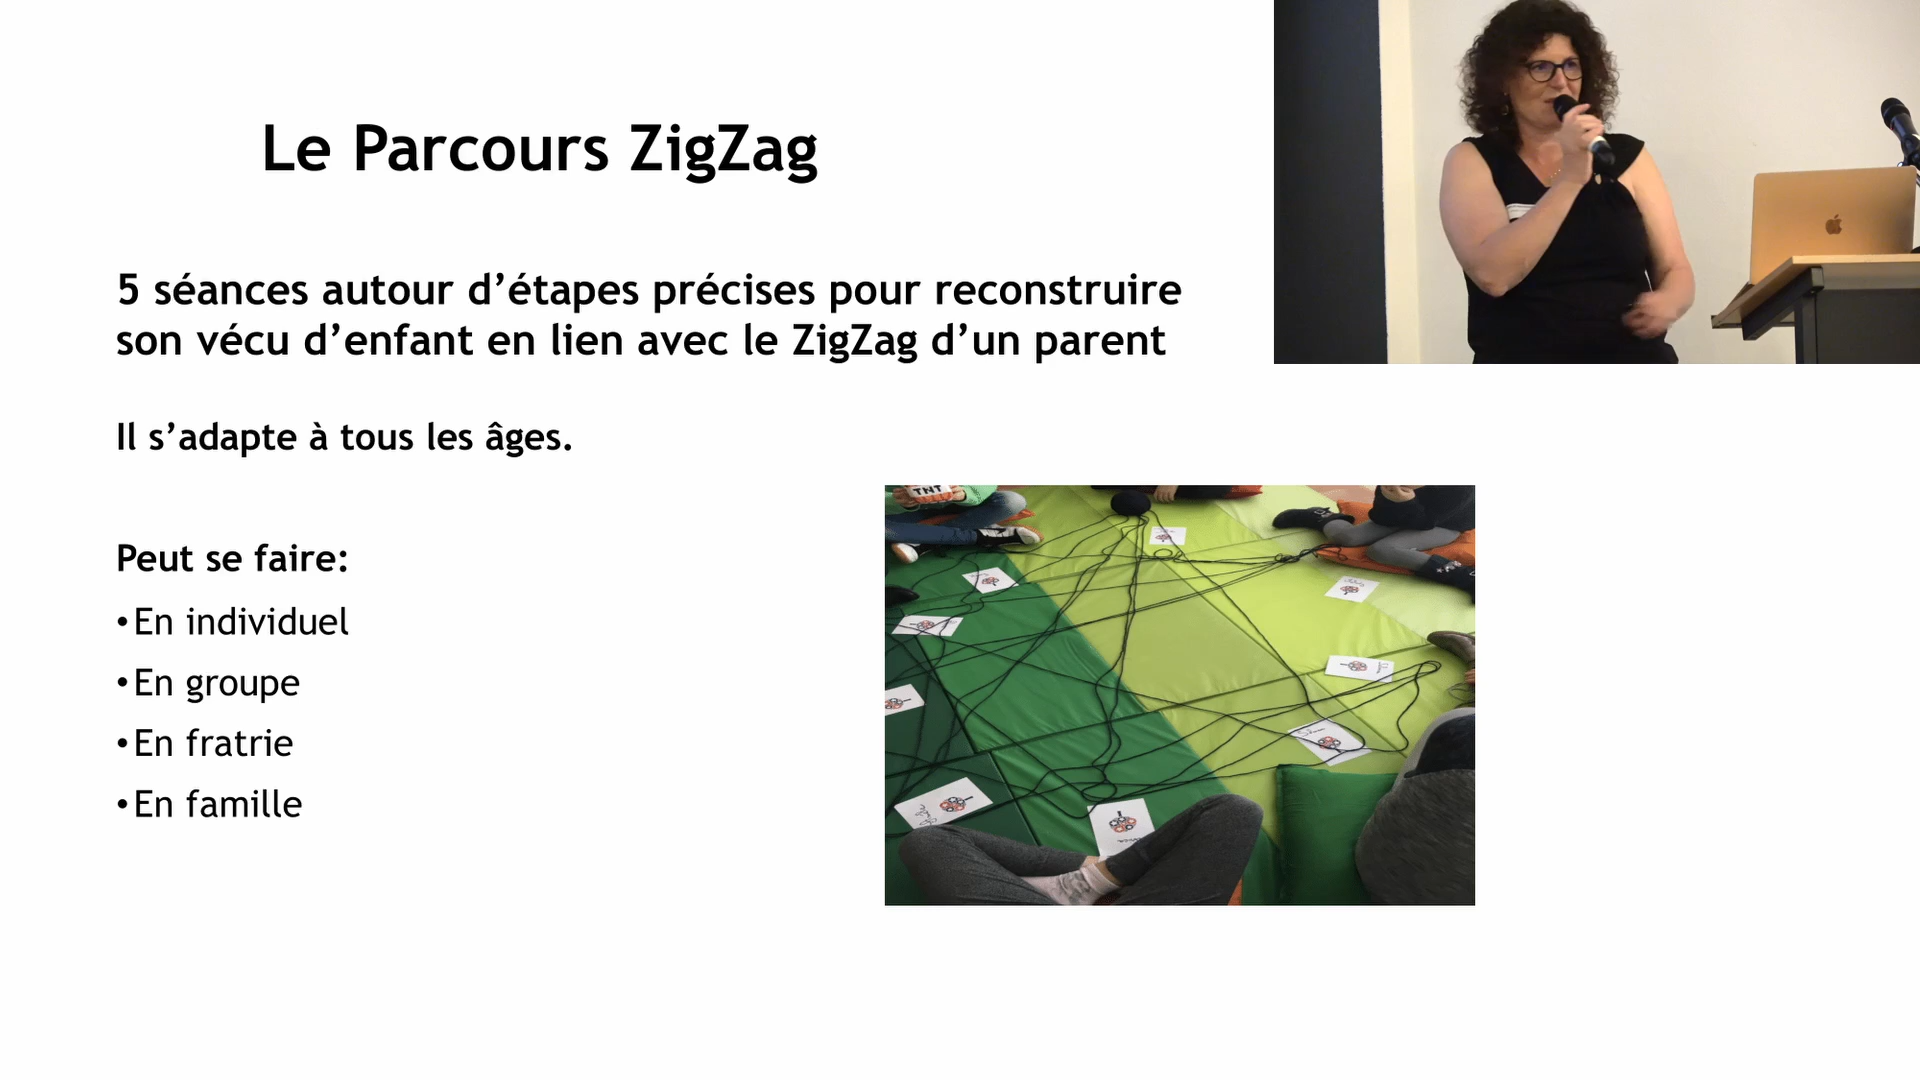 Le Parcours ZigZag
5 séances autour d’étapes précises pour reconstruire
son vécu d’enfant en lien avec le ZigZag d’un parent
Il s’adapte à tous les âges.
Peut se faire:
•En individuel
•En groupe
•En fratrie
•En famille
TNT